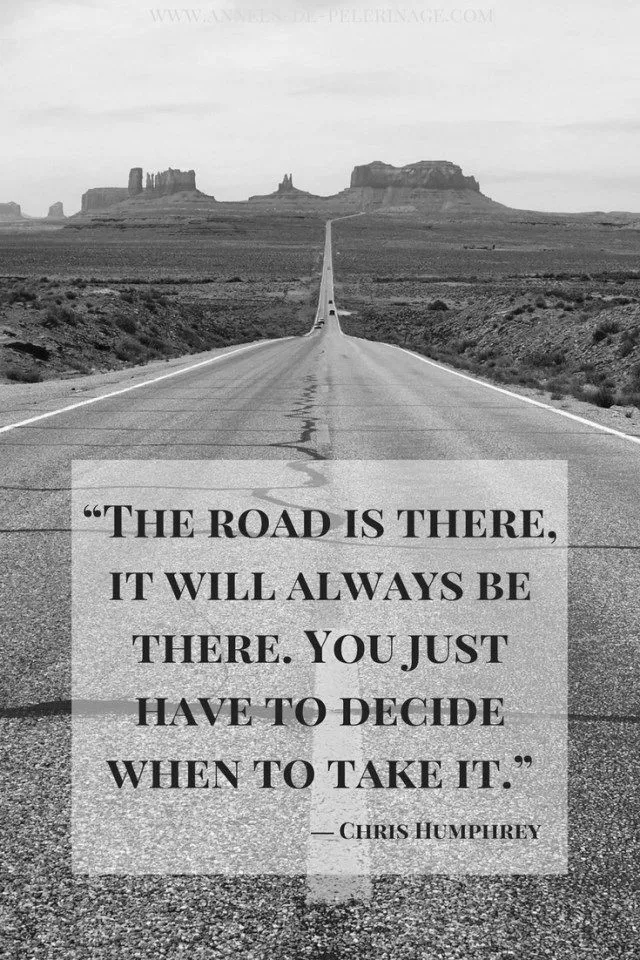 WWW.ANNEES-DE-PELERINAGE.COM
“The road is there,
it will always be
there. You just
have to decide
when to take it.”
— Chris Humphrey